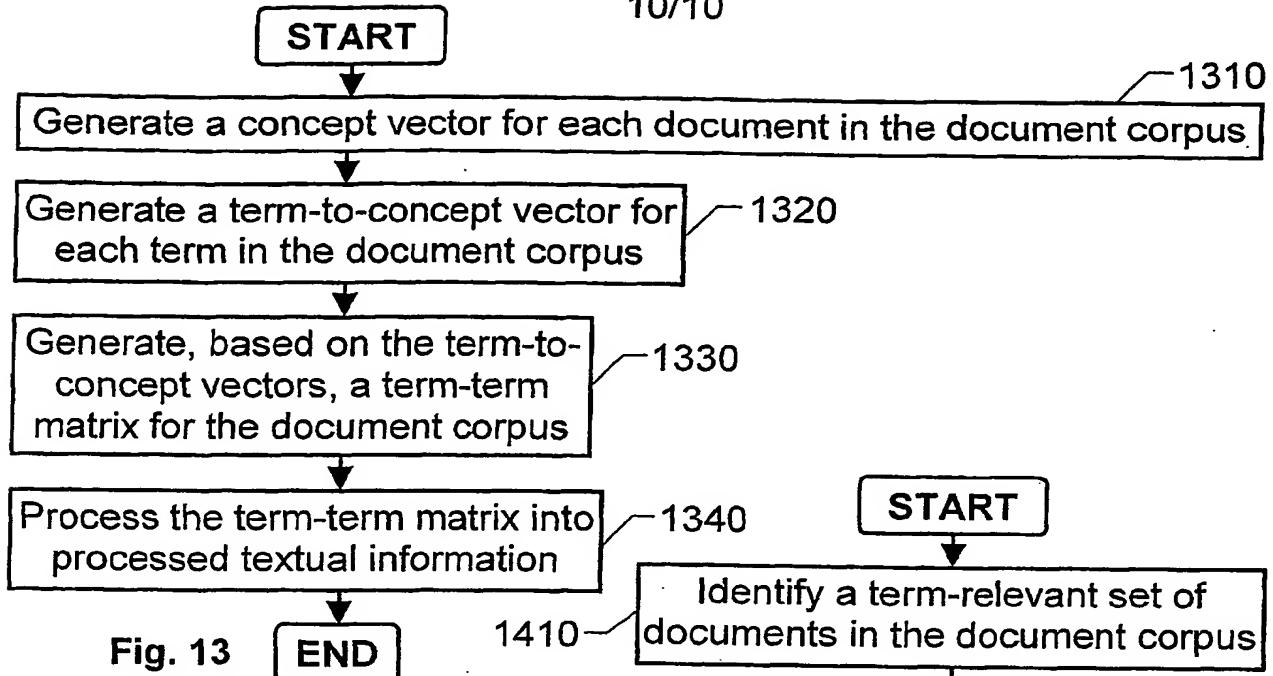 10/10
START
1310
Generate a concept vector for each document in the document corpus
Generate a term-to-concept vector for
each term in the document corpus
1320
Generate, based on the term-to-
concept vectors, a term-term
matrix for the document corpus
1330
Process the term-term matrix into
processed textual information
1340
END
Fig. 13
START
Identify a term-relevant set of
documents in the document corpus
1410